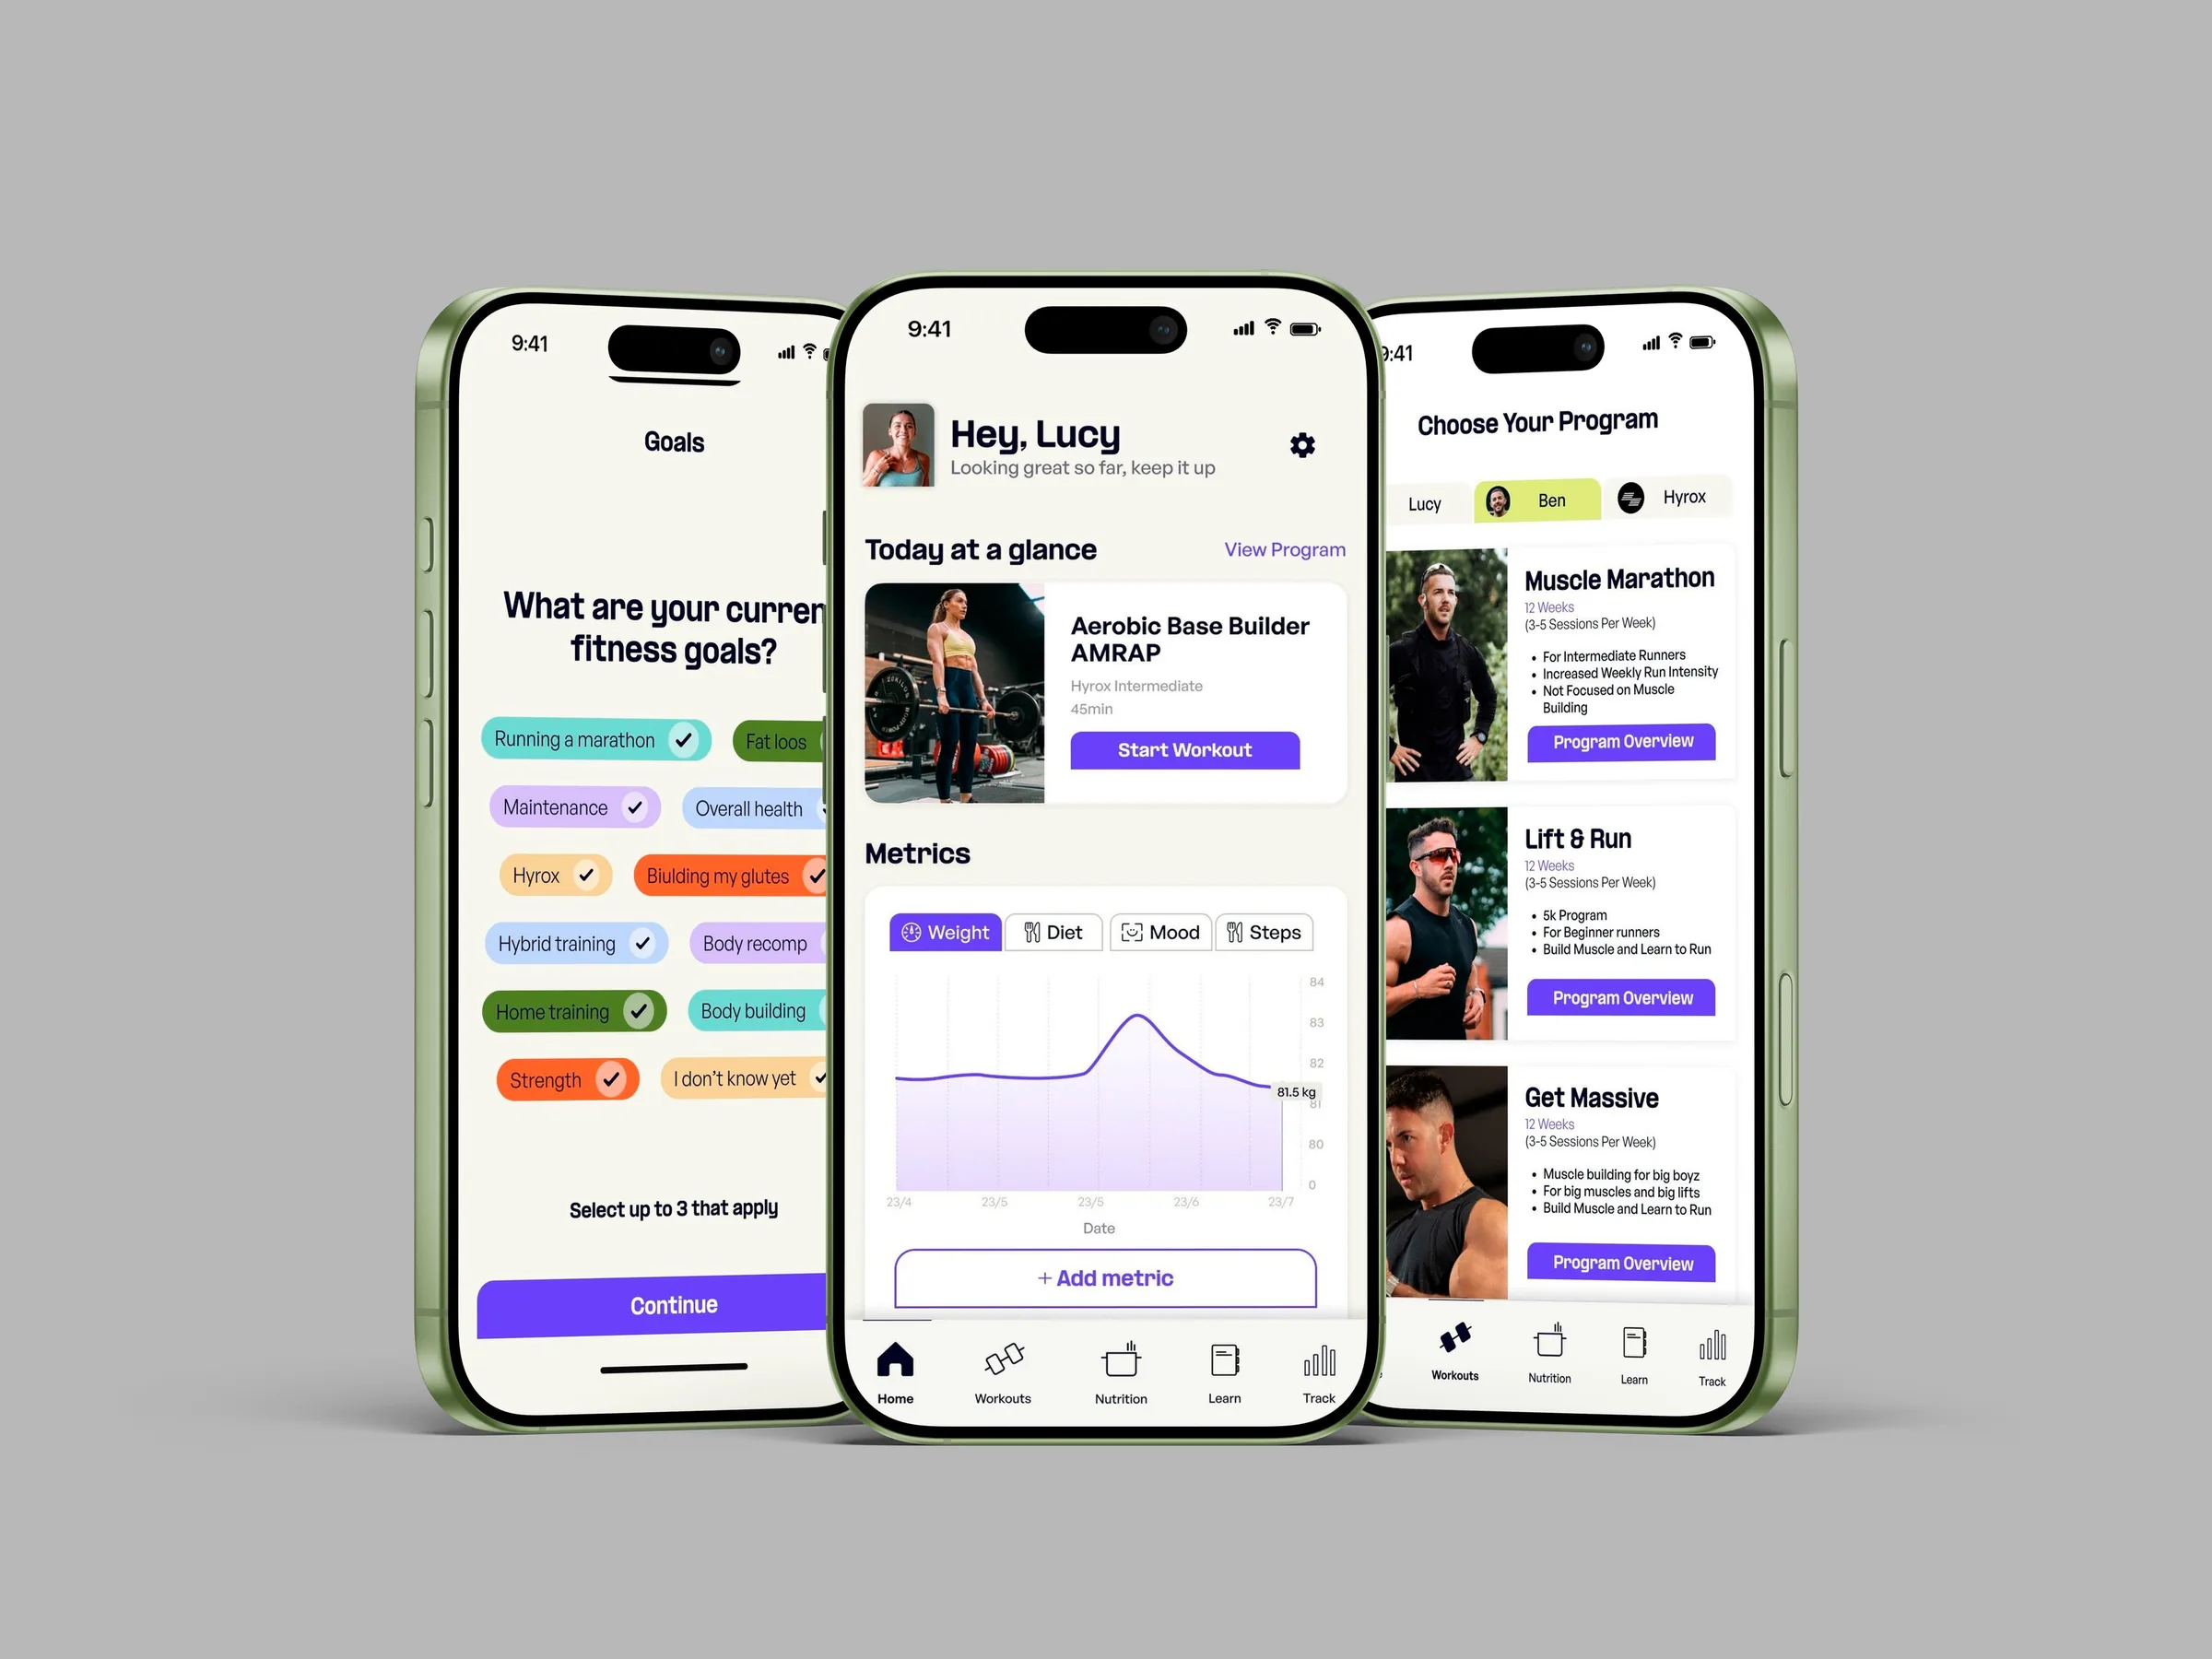 9:41
Goals
What are your curren
fitness goals?
Running a marathon
Fat loos
Maintenance
Overall health
Hyrox
Biulding my glutes
Hybrid training
Body recomp
Home training
Body building
Strength
I don't know yet
Select up to 3 that apply
Continue
9:41
Hey, Lucy
Looking great so far, keep it up
Today at a glance
View Program
Aerobic Base Builder
AMRAP
Hyrox Intermediate
45min
Start Workout
Metrics
Weight
Diet
Mood
Steps
84
83
82
81.5 kg
81
80
0
23/4
23/5
23/5
23/6
23/7
Date
+ Add metric
Home
Workouts
Nutrition
Learn
Track
9:41
Choose Your Program
Lucy
Ben
Hyrox
Muscle Marathon
12 Weeks
(3-5 Sessions Per Week)
• For Intermediate Runners
• Increased Weekly Run Intensity
• Not Focused on Muscle
Building
Program Overview
Lift & Run
12 Weeks
(3-5 Sessions Per Week)
• 5k Program
• For Beginner runners
• Build Muscle and Learn to Run
Program Overview
Get Massive
12 Weeks
(3-5 Sessions Per Week)
• Muscle building for big boyz
• For big muscles and big lifts
• Build Muscle and Learn to Run
Program Overview
Workouts
Nutrition
Learn
Track